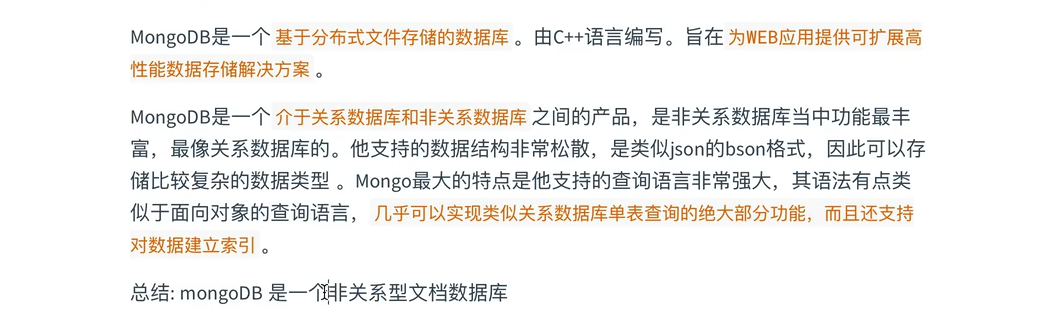 MongoDB是一个 基于分布式文件存储的数据库 。由C++语言编写。旨在 为WEB应用提供可扩展高
性能数据存储解决方案 。
MongoDB是一个 介于关系数据库和非关系数据库 之间的产品，是非关系数据库当中功能最丰
富，最像关系数据库的。他支持的数据结构非常松散，是类似json的bson格式，因此可以存
储比较复杂的数据类型 。Mongo最大的特点是他支持的查询语言非常强大，其语法有点类
似于面向对象的查询语言， 几乎可以实现类似关系数据库单表查询的绝大部分功能，而且还支持
对数据建立索引 。
总结: mongoDB 是一个非关系型文档数据库